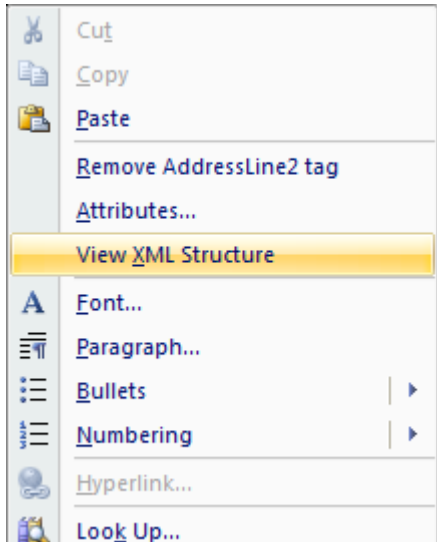 Cut
Copy
Paste
Remove AddressLine2 tag
Attributes...
View XML Structure
Font...
Paragraph...
Bullets
Numbering
Hyperlink...
Look Up...